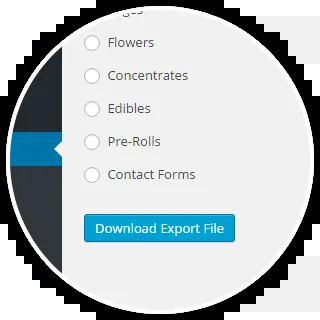 Flowers
Concentrates
Edibles
Pre-Rolls
Contact Forms
Download Export File